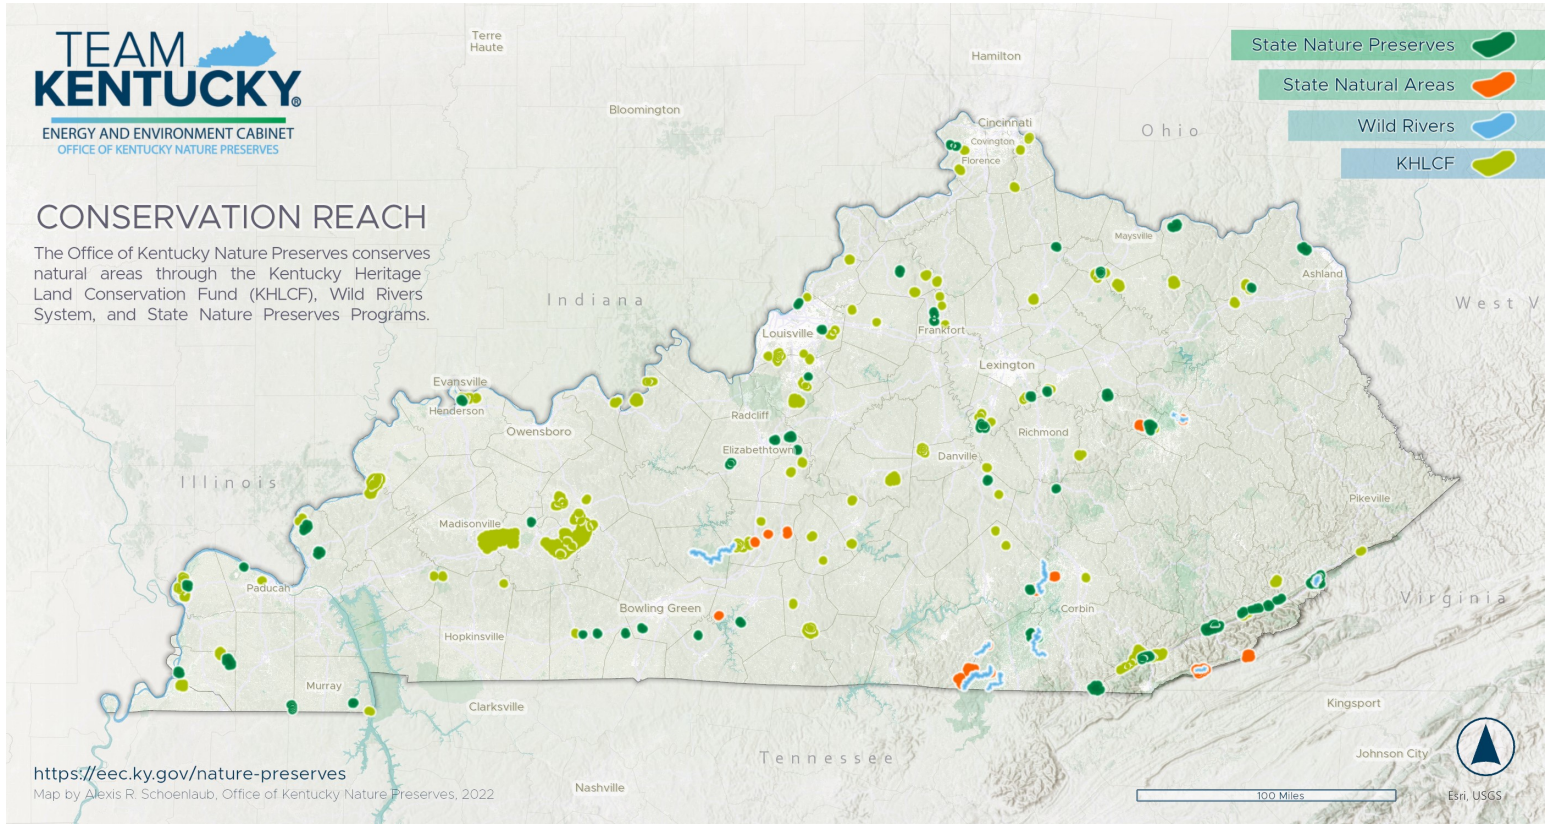 TEAM
KENTUCKY®
ENERGY AND ENVIRONMENT CABINET
OFFICE OF KENTUCKY NATURE PRESERVES
CONSERVATION REACH
The Office of Kentucky Nature Preserves conserves
natural areas through the Kentucky Heritage
Land Conservation Fund (KHLCF), Wild Rivers
System, and State Nature Preserves Programs.
State Nature Preserves
State Natural Areas
Wild Rivers
KHLCF
Terre
Haute
Hamilton
Bloomington
Cincinnati
Ohio
Covington
Florence
Maysville
Ashland
Indiana
West V
Louisville
Frankfort
Lexington
Evansville
Henderson
Radcliff
Owensboro
Richmond
Elizabethtown
Danville
Illinois
Pikeville
Madisonville
Paducah
Virginia
Bowling Green
Corbin
Hopkinsville
Murray
Clarksville
Kingsport
Tennessee
Johnson City
Nashville
https://eec.ky.gov/nature-preserves
Map by Alexis R. Schoenlaub, Office of Kentucky Nature Preserves, 2022
100 Miles
Esri, USGS